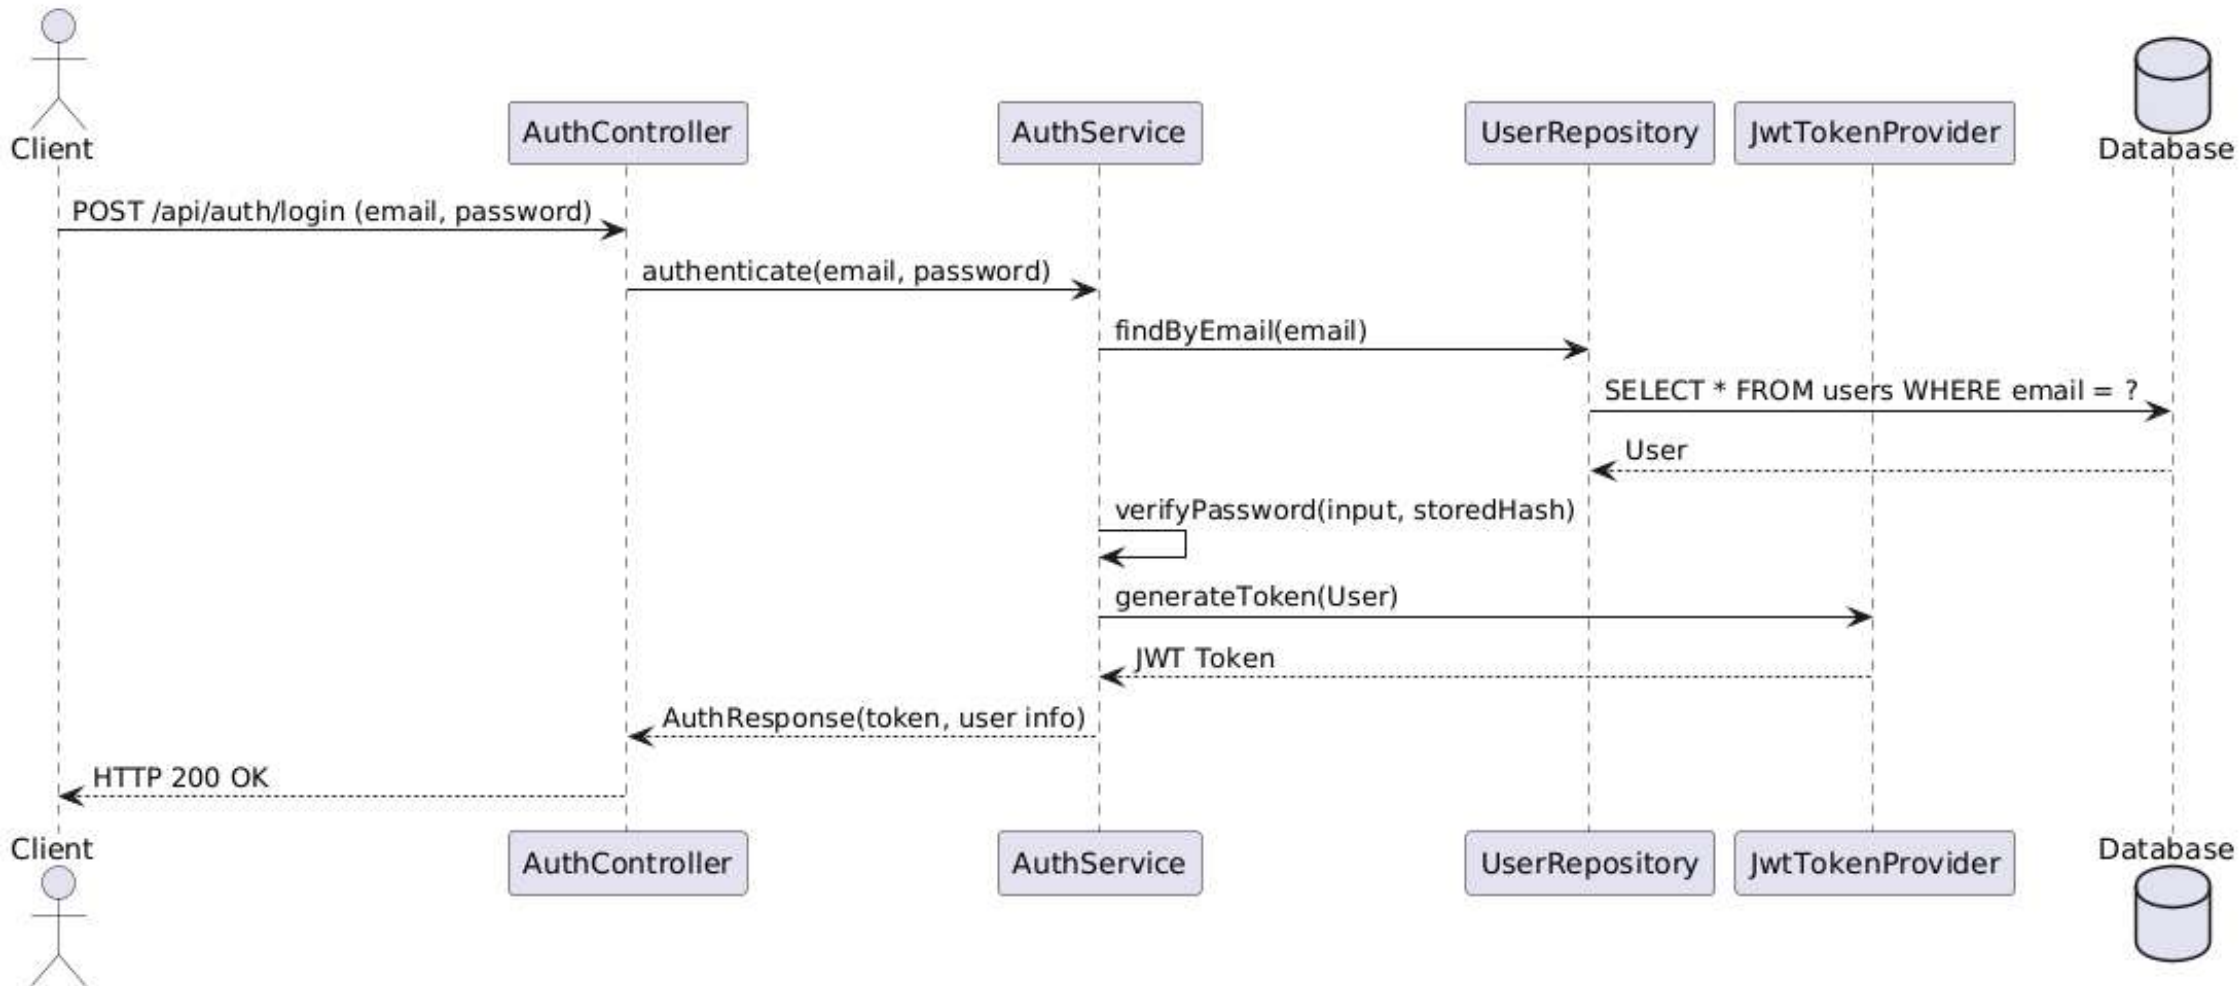 Client
AuthController
AuthService
UserRepository
JwtTokenProvider
Database
POST /api/auth/login (email, password)
authenticate(email, password)
findByEmail(email)
SELECT * FROM users WHERE email = ?
User
verifyPassword(input, storedHash)
generateToken(User)
JWT Token
AuthResponse(token, user info)
HTTP 200 OK
Client
AuthController
AuthService
UserRepository
JwtTokenProvider
Database